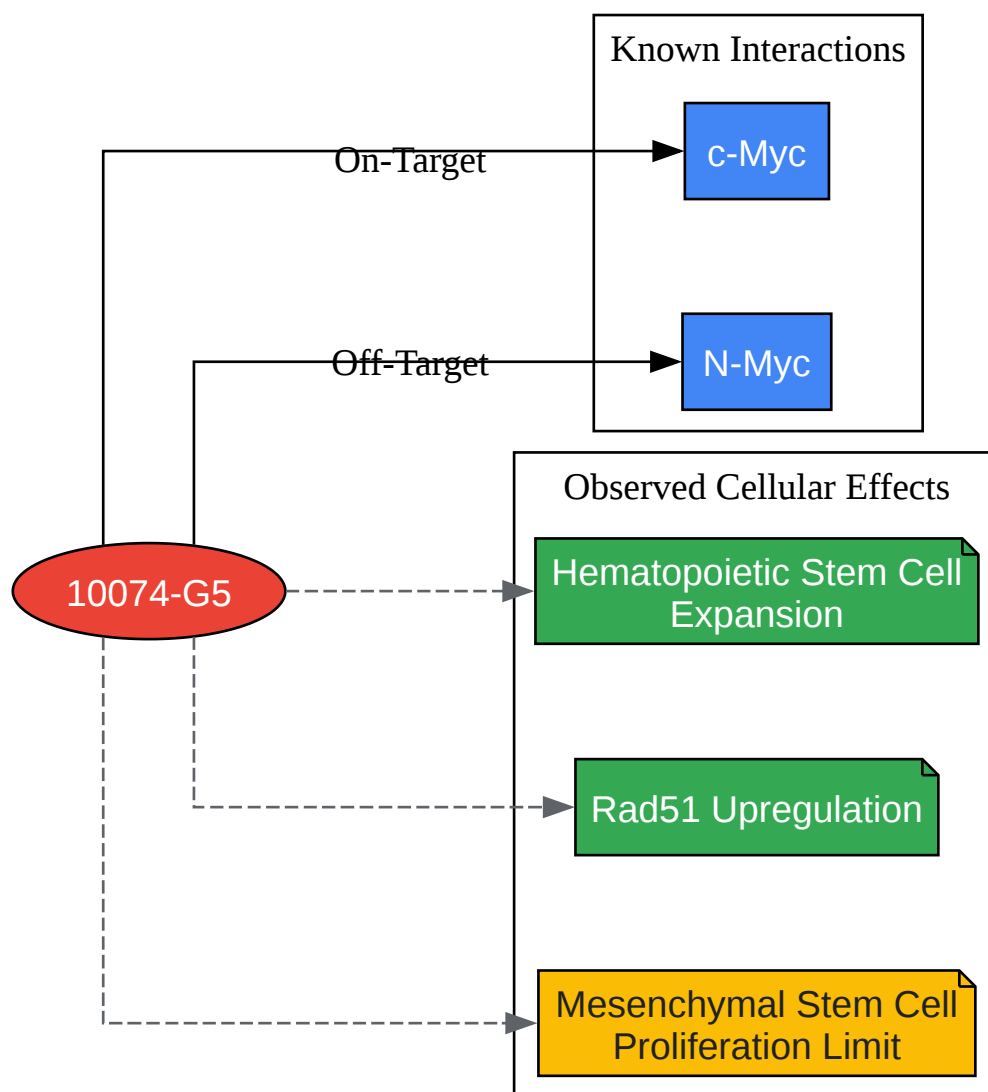 Known Interactions
c-Myc
On-Target
N-Myc
Off-Target
Observed Cellular Effects
10074-G5
Hematopoietic Stem Cell
Expansion
Rad51 Upregulation
Mesenchymal Stem Cell
Proliferation Limit